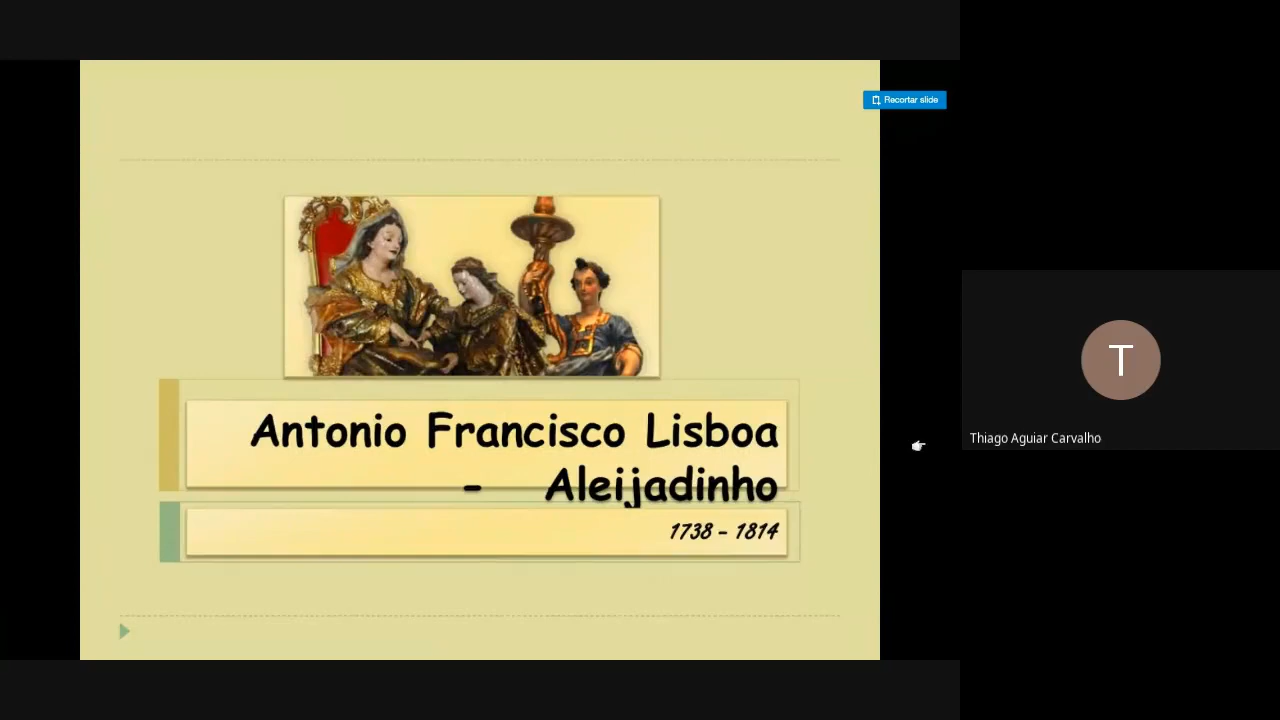 Recortar slide
Antonio Francisco Lisboa
- Aleijadinho
1738 – 1814
T
Thiago Aguiar Carvalho